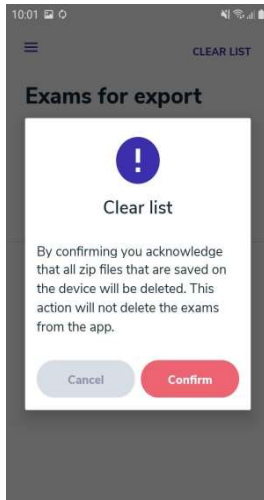 10:01
CLEAR LIST
Exams for export
!
Clear list
By confirming you acknowledge
that all zip files that are saved on
the device will be deleted. This
action will not delete the exams
from the app.
Cancel Confirm